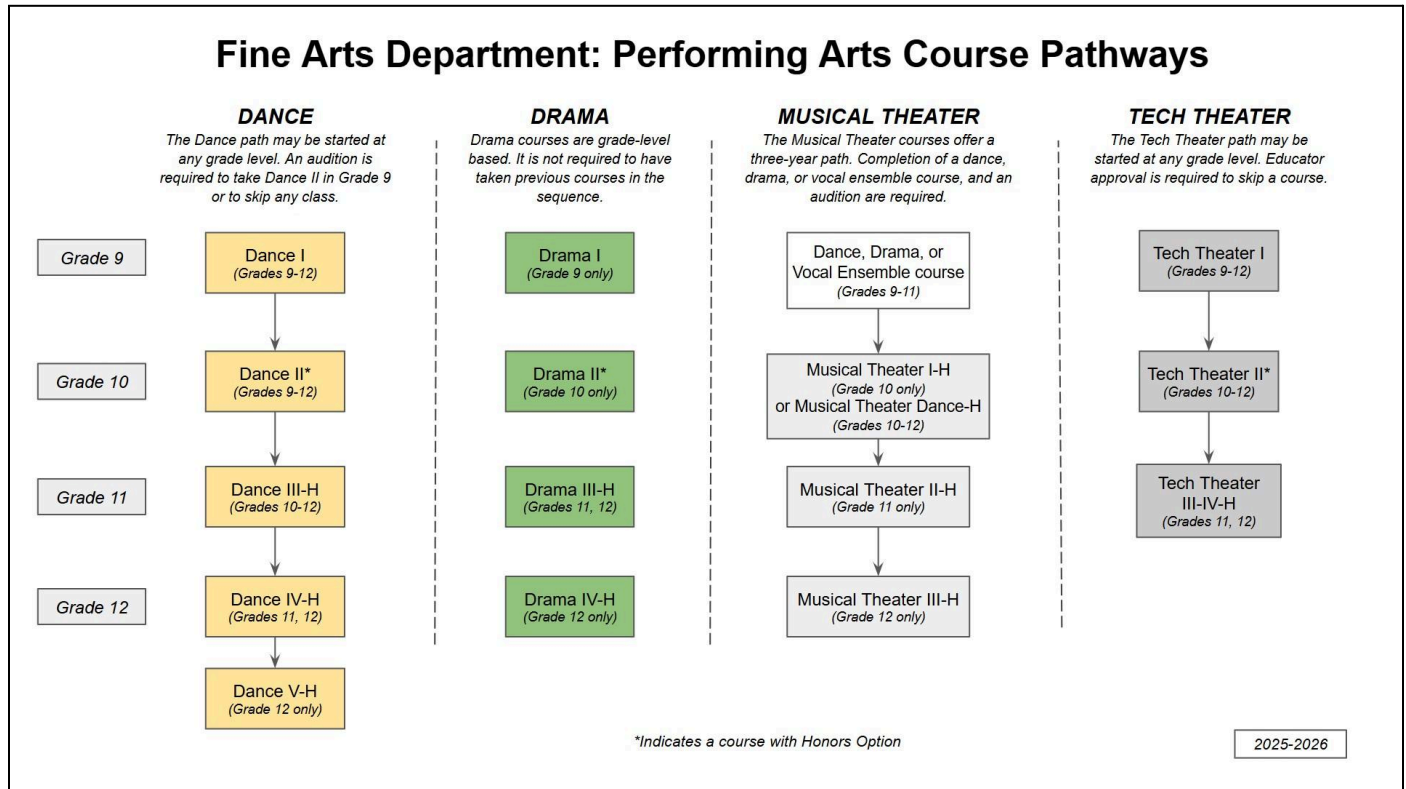 Fine Arts Department: Performing Arts Course Pathways
DANCE
The Dance path may be started at
any grade level. An audition is
required to take Dance II in Grade 9
or to skip any class.
DRAMA
Drama courses are grade-level
based. It is not required to have
taken previous courses in the
sequence.
MUSICAL THEATER
The Musical Theater courses offer a
three-year path. Completion of a dance,
drama, or vocal ensemble course, and an
audition are required.
TECH THEATER
The Tech Theater path may be
started at any grade level. Educator
approval is required to skip a course.
Grade 9
Dance I
(Grades 9-12)
Drama I
(Grade 9 only)
Dance, Drama, or
Vocal Ensemble course
(Grades 9-11)
Tech Theater I
(Grades 9-12)
Grade 10
Dance II*
(Grades 9-12)
Drama II*
(Grade 10 only)
Musical Theater I-H
(Grade 10 only)
or Musical Theater Dance-H
(Grades 10-12)
Tech Theater II*
(Grades 10-12)
Grade 11
Dance III-H
(Grades 10-12)
Drama III-H
(Grades 11, 12)
Musical Theater II-H
(Grade 11 only)
Tech Theater
III-IV-H
(Grades 11, 12)
Grade 12
Dance IV-H
(Grades 11, 12)
Drama IV-H
(Grade 12 only)
Musical Theater III-H
(Grade 12 only)
Dance V-H
(Grade 12 only)
*Indicates a course with Honors Option
2025-2026